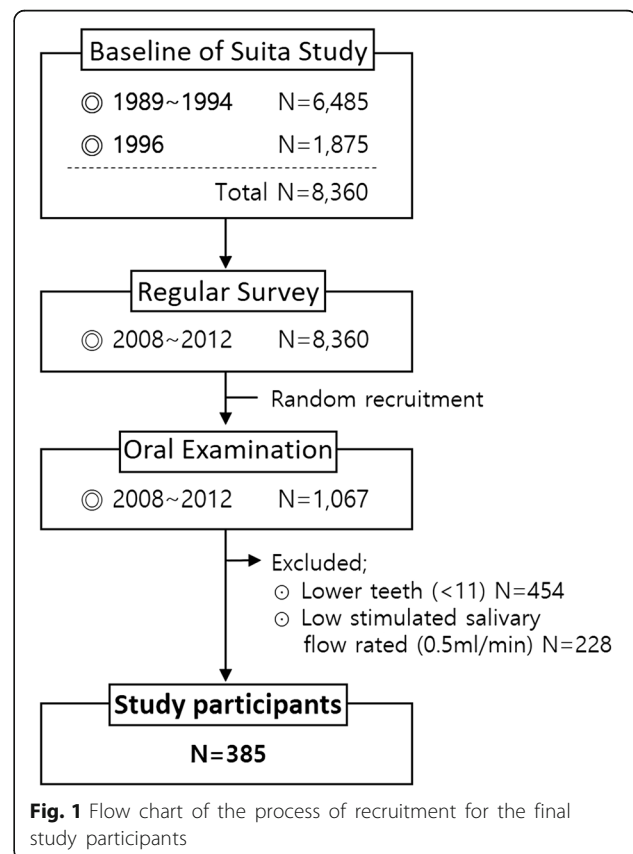 Baseline of Suita Study
◎ 1989~1994 N=6,485
◎ 1996 N=1,875
Total N=8,360
Regular Survey
◎ 2008~2012 N=8,360
Random recruitment
Oral Examination
◎ 2008~2012 N=1,067
Excluded;
⊙ Lower teeth (<11) N=454
⊙ Low stimulated salivary
flow rated (0.5ml/min) N=228
Study participants
N=385
Fig. 1 Flow chart of the process of recruitment for the final
study participants